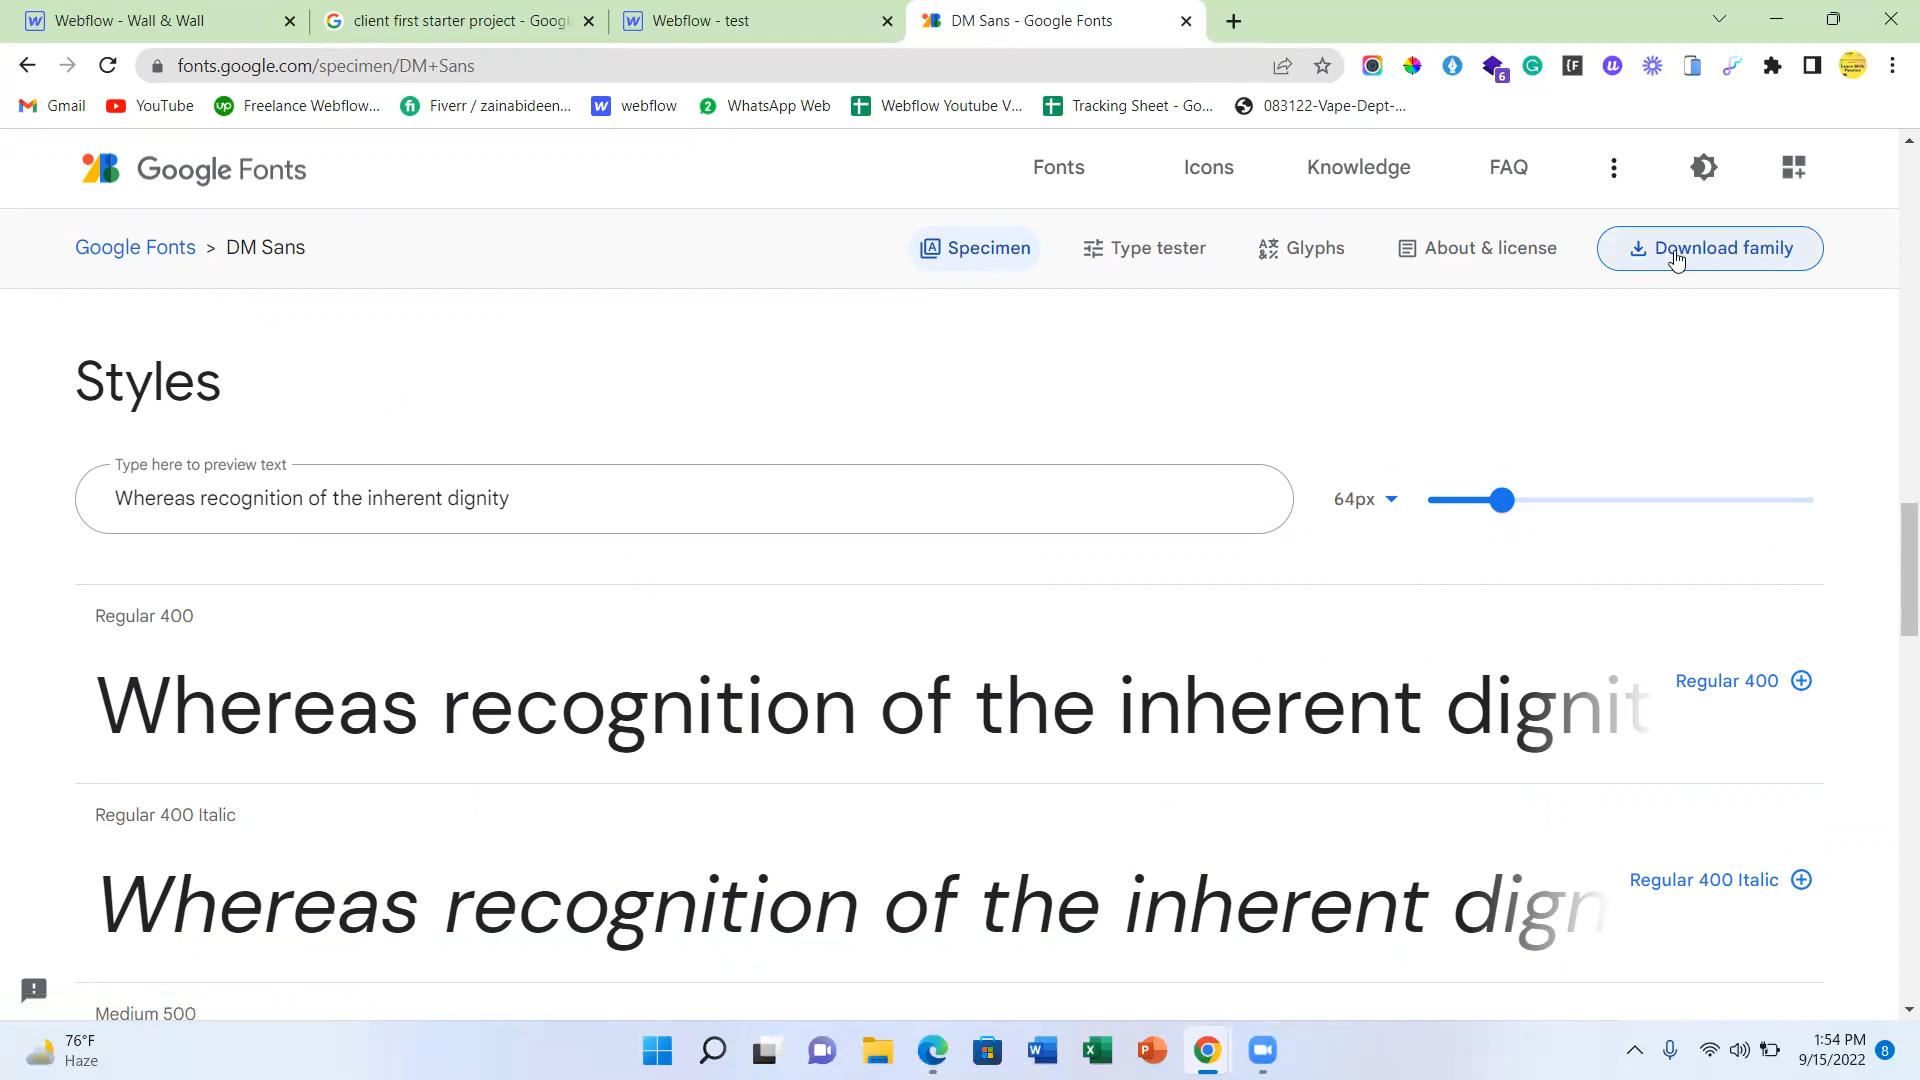 Webflow - Wall & Wall
client first starter project - Goog
Webflow - test
DM Sans - Google Fonts
fonts.google.com/specimen/DM+Sans
6
Gmail
YouTube
Freelance Webflow...
Fiverr / zainabideen...
webflow
WhatsApp Web
Webflow Youtube V...
Tracking Sheet - Go...
083122-Vape-Dept-...
Google Fonts
Fonts
Icons
Knowledge
FAQ
Google Fonts > DM Sans
Specimen
Type tester
Glyphs
About & license
Download family
Styles
Type here to preview text
Whereas recognition of the inherent dignity
64px
Regular 400
Whereas recognition of the inherent dignit
Regular 400
Regular 400 Italic
Whereas recognition of the inherent dign
Regular 400 Italic
Medium 500
76°F
Haze
1:54 PM
9/15/2022
8